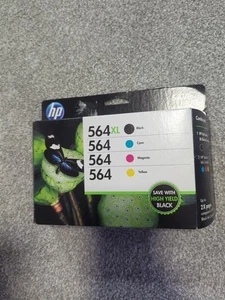 hp
564XL Black
564 Cyan
564 Magenta
564 Yellow
SAVE WITH
HIGH YIELD
BLACK